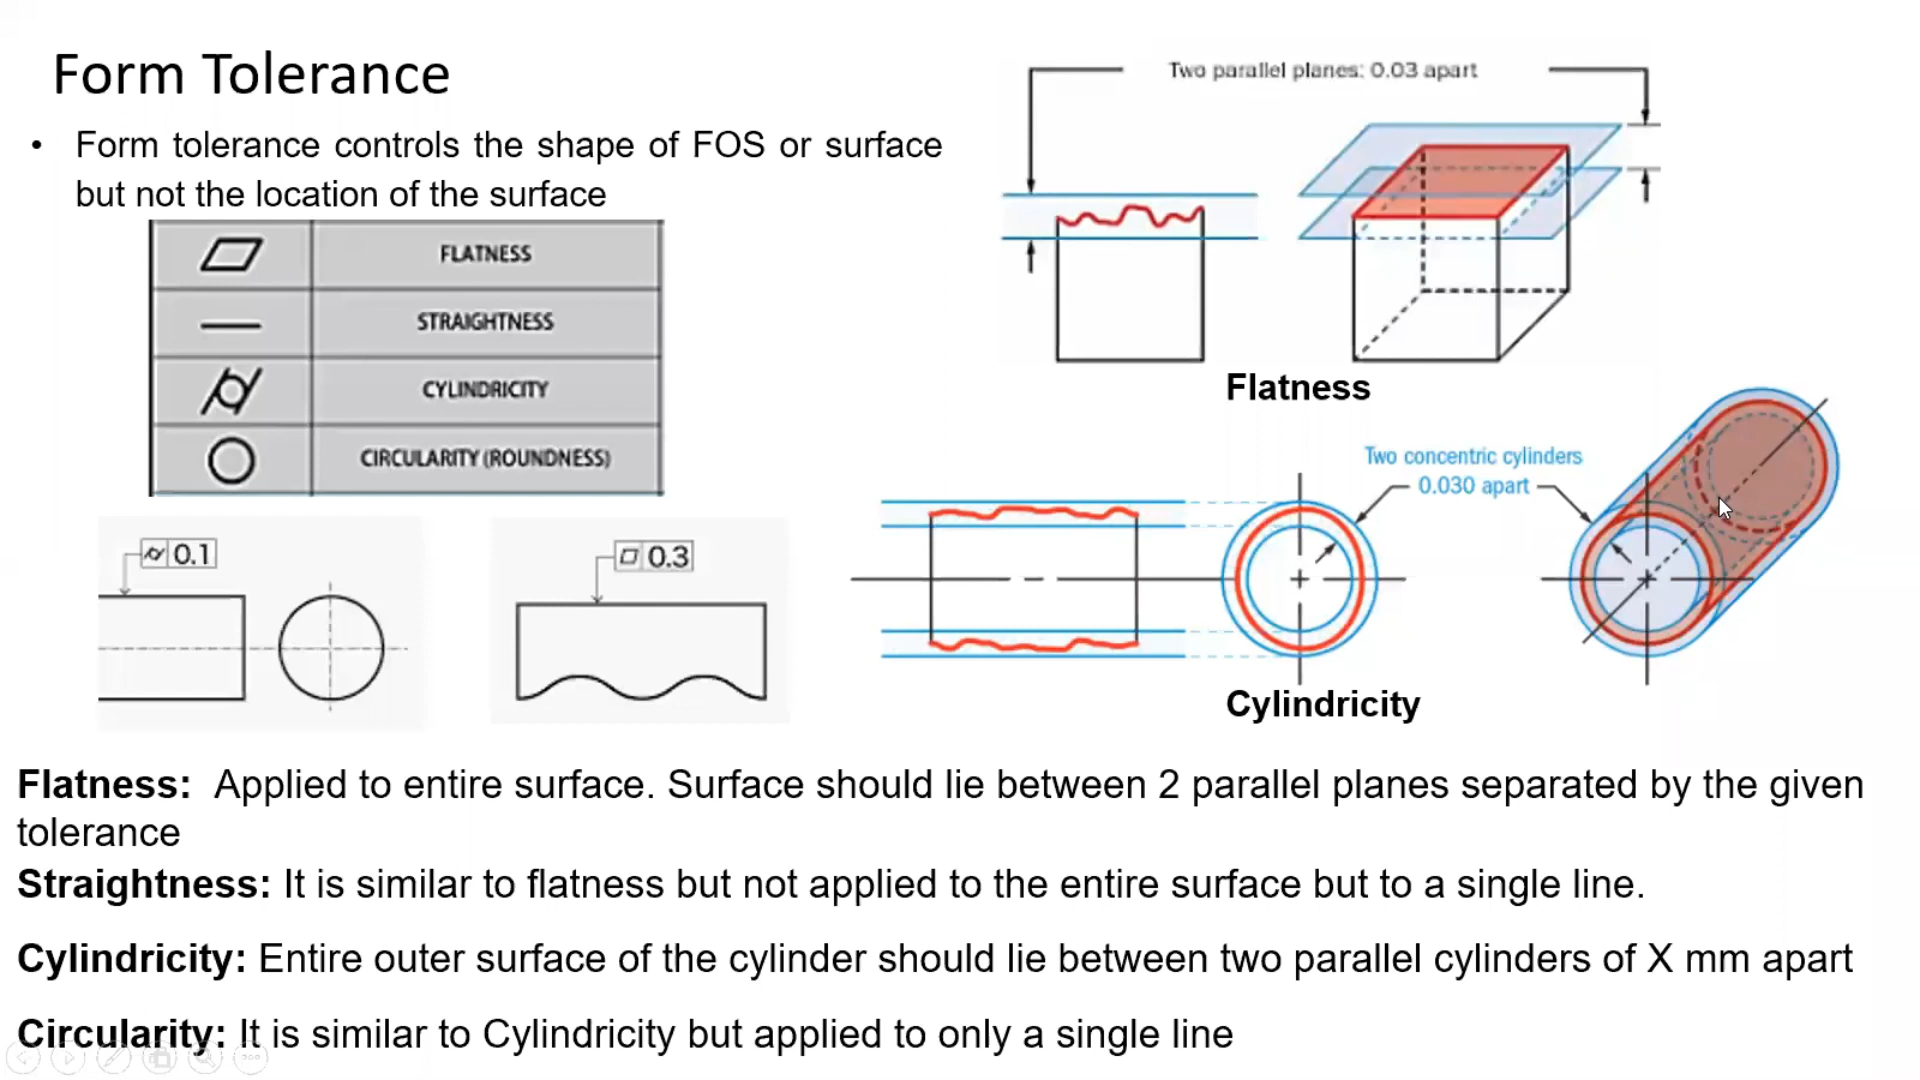 Form Tolerance
• Form tolerance controls the shape of FOS or surface
but not the location of the surface
FLATNESS
STRAIGHTNESS
CYLINDRICITY
CIRCULARITY (ROUNDNESS)
0.1
0.3
Two parallel planes: 0.03 apart
Flatness
Two concentric cylinders
0.030 apart
Cylindricity
Flatness: Applied to entire surface. Surface should lie between 2 parallel planes separated by the given
tolerance
Straightness: It is similar to flatness but not applied to the entire surface but to a single line.
Cylindricity: Entire outer surface of the cylinder should lie between two parallel cylinders of X mm apart
Circularity: It is similar to Cylindricity but applied to only a single line